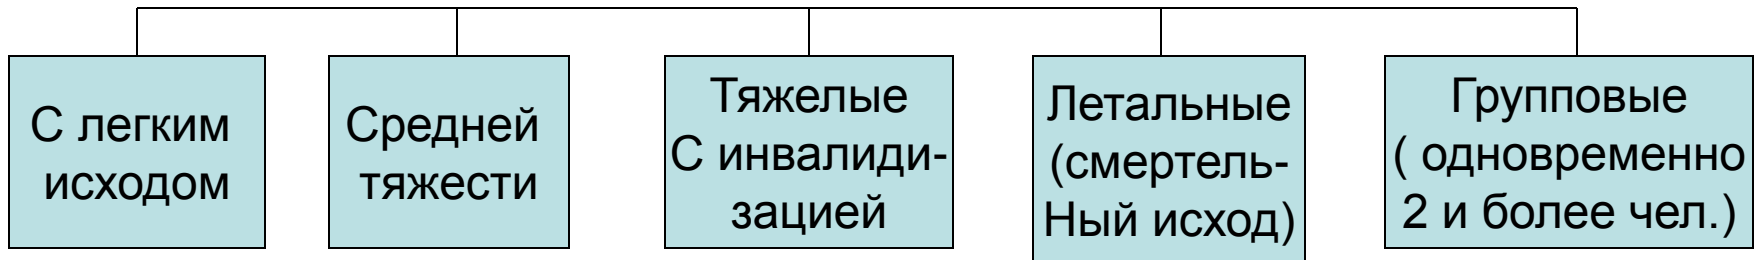 С легким
исходом
Средней
тяжести
Тяжелые
С инвалиди-
зацией
Летальные
(смертель-
Ный исход)
Групповые
( одновременно
2 и более чел.)